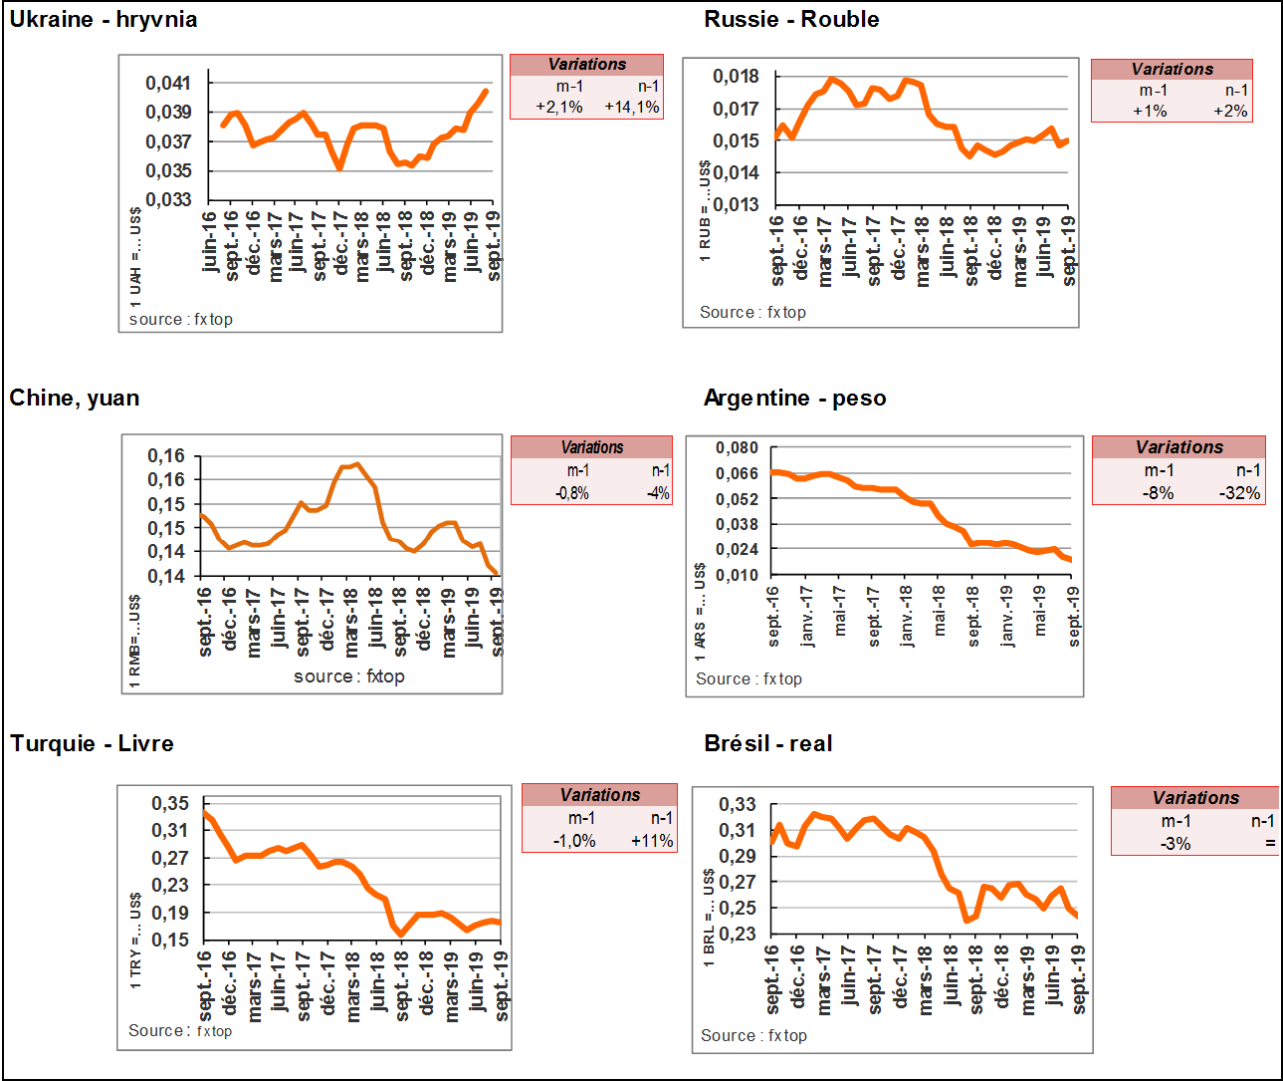 Ukraine - hryvnia
0,041
0,039
0,037
0,035
0,033
1 UAH =... US$
juin-16
sept.-16
déc.-16
mars-17
juin-17
sept.-17
déc.-17
mars-18
juin-18
sept.-18
déc.-18
mars-19
juin-19
sept.-19
source : fxtop
Variations
m-1 n-1
+2,1% +14,1%
Russie - Rouble
0,018
0,017
0,015
0,014
0,013
1 RUB = ...US$
sept.-16
déc.-16
mars-17
juin-17
sept.-17
déc.-17
mars-18
juin-18
sept.-18
déc.-18
mars-19
juin-19
sept.-19
Source : fxtop
Variations
m-1 n-1
+1% +2%
Chine, yuan
0,16
0,16
0,15
0,15
0,14
0,14
1 RMB=...US$
sept.-16
déc.-16
mars-17
juin-17
sept.-17
déc.-17
mars-18
juin-18
sept.-18
déc.-18
mars-19
juin-19
sept.-19
source : fxtop
Variations
m-1 n-1
-0,8% -4%
Argentine - peso
0,080
0,066
0,052
0,038
0,024
0,010
1 ARS =... US$
sept.-16
janv.-17
mai-17
sept.-17
janv.-18
mai-18
sept.-18
janv.-19
mai-19
sept.-19
Source : fxtop
Variations
m-1 n-1
-8% -32%
Turquie - Livre
0,35
0,31
0,27
0,23
0,19
0,15
1 TRY =... US$
sept.-16
déc.-16
mars-17
juin-17
sept.-17
déc.-17
mars-18
juin-18
sept.-18
déc.-18
mars-19
juin-19
sept.-19
Source : fxtop
Variations
m-1 n-1
-1,0% +11%
Brésil - real
0,33
0,31
0,29
0,27
0,25
0,23
1 BRL =... US$
sept.-16
déc.-16
mars-17
juin-17
sept.-17
déc.-17
mars-18
juin-18
sept.-18
déc.-18
mars-19
juin-19
sept.-19
Source : fxtop
Variations
m-1 n-1
-3% =